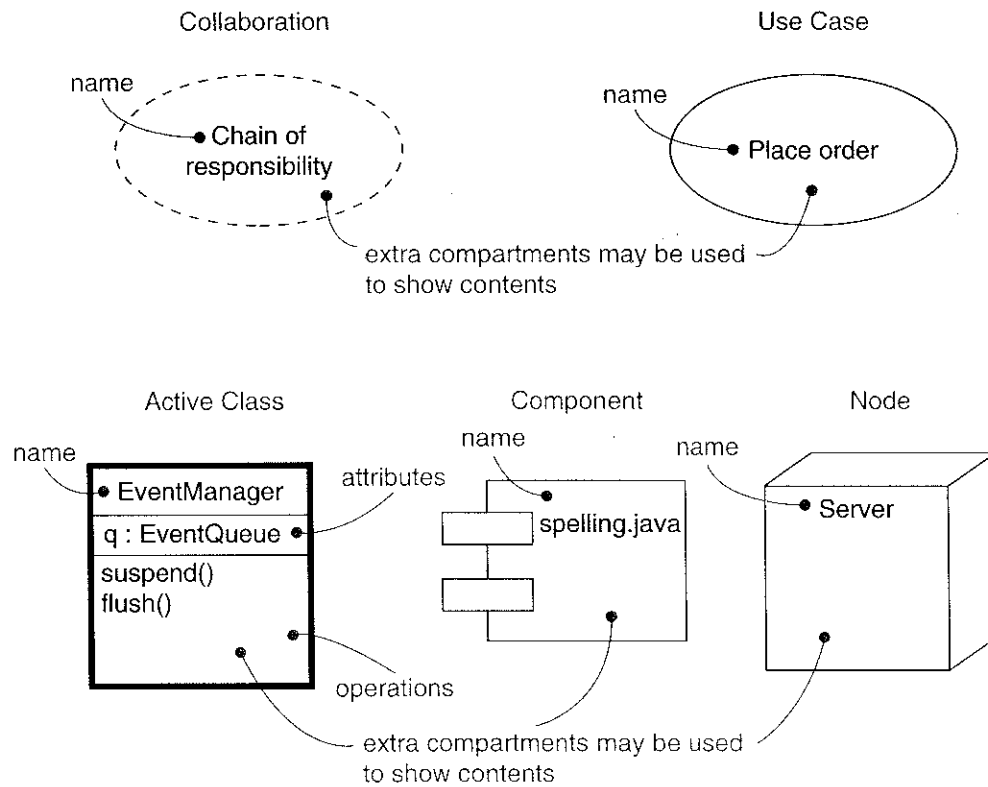 Collaboration
Use Case
name
name
Chain of
responsibility
Place order
extra compartments may be used
to show contents
Active Class
Component
Node
name
name
name
attributes
EventManager
Server
spelling.java
q : EventQueue
suspend()
flush()
operations
extra compartments may be used
to show contents